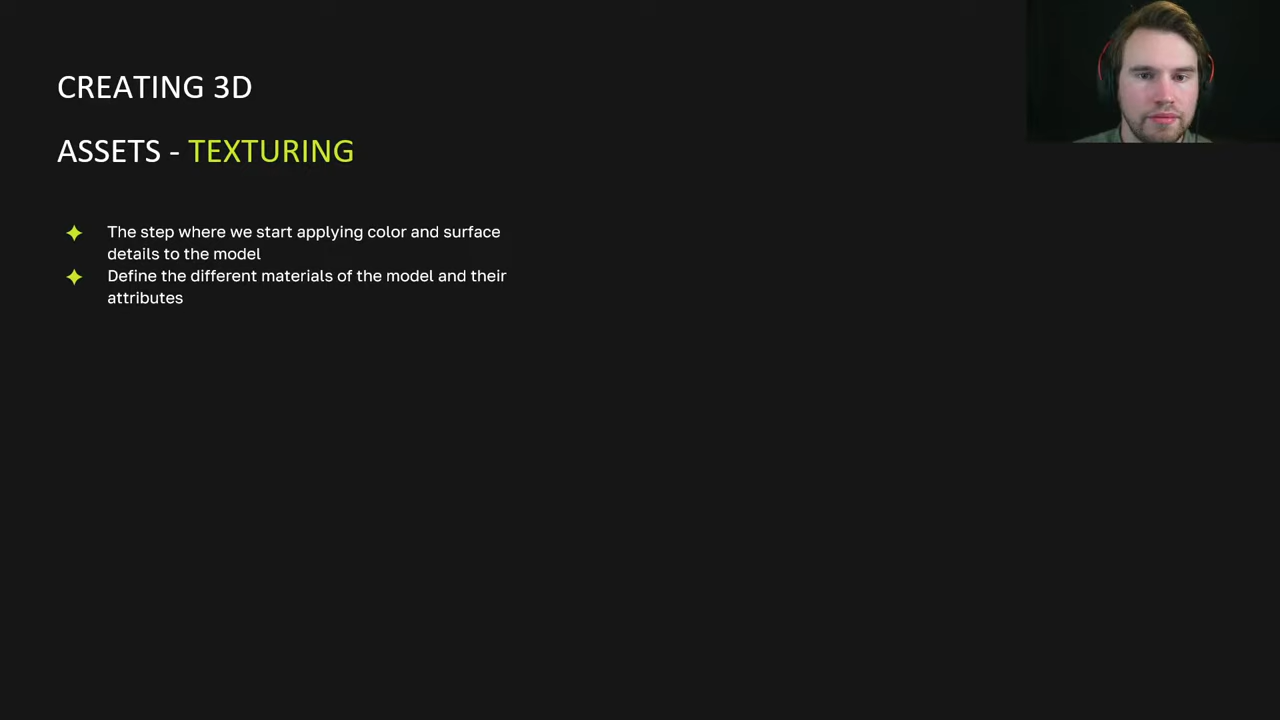 CREATING 3D
ASSETS - TEXTURING
The step where we start applying color and surface
details to the model
Define the different materials of the model and their
attributes